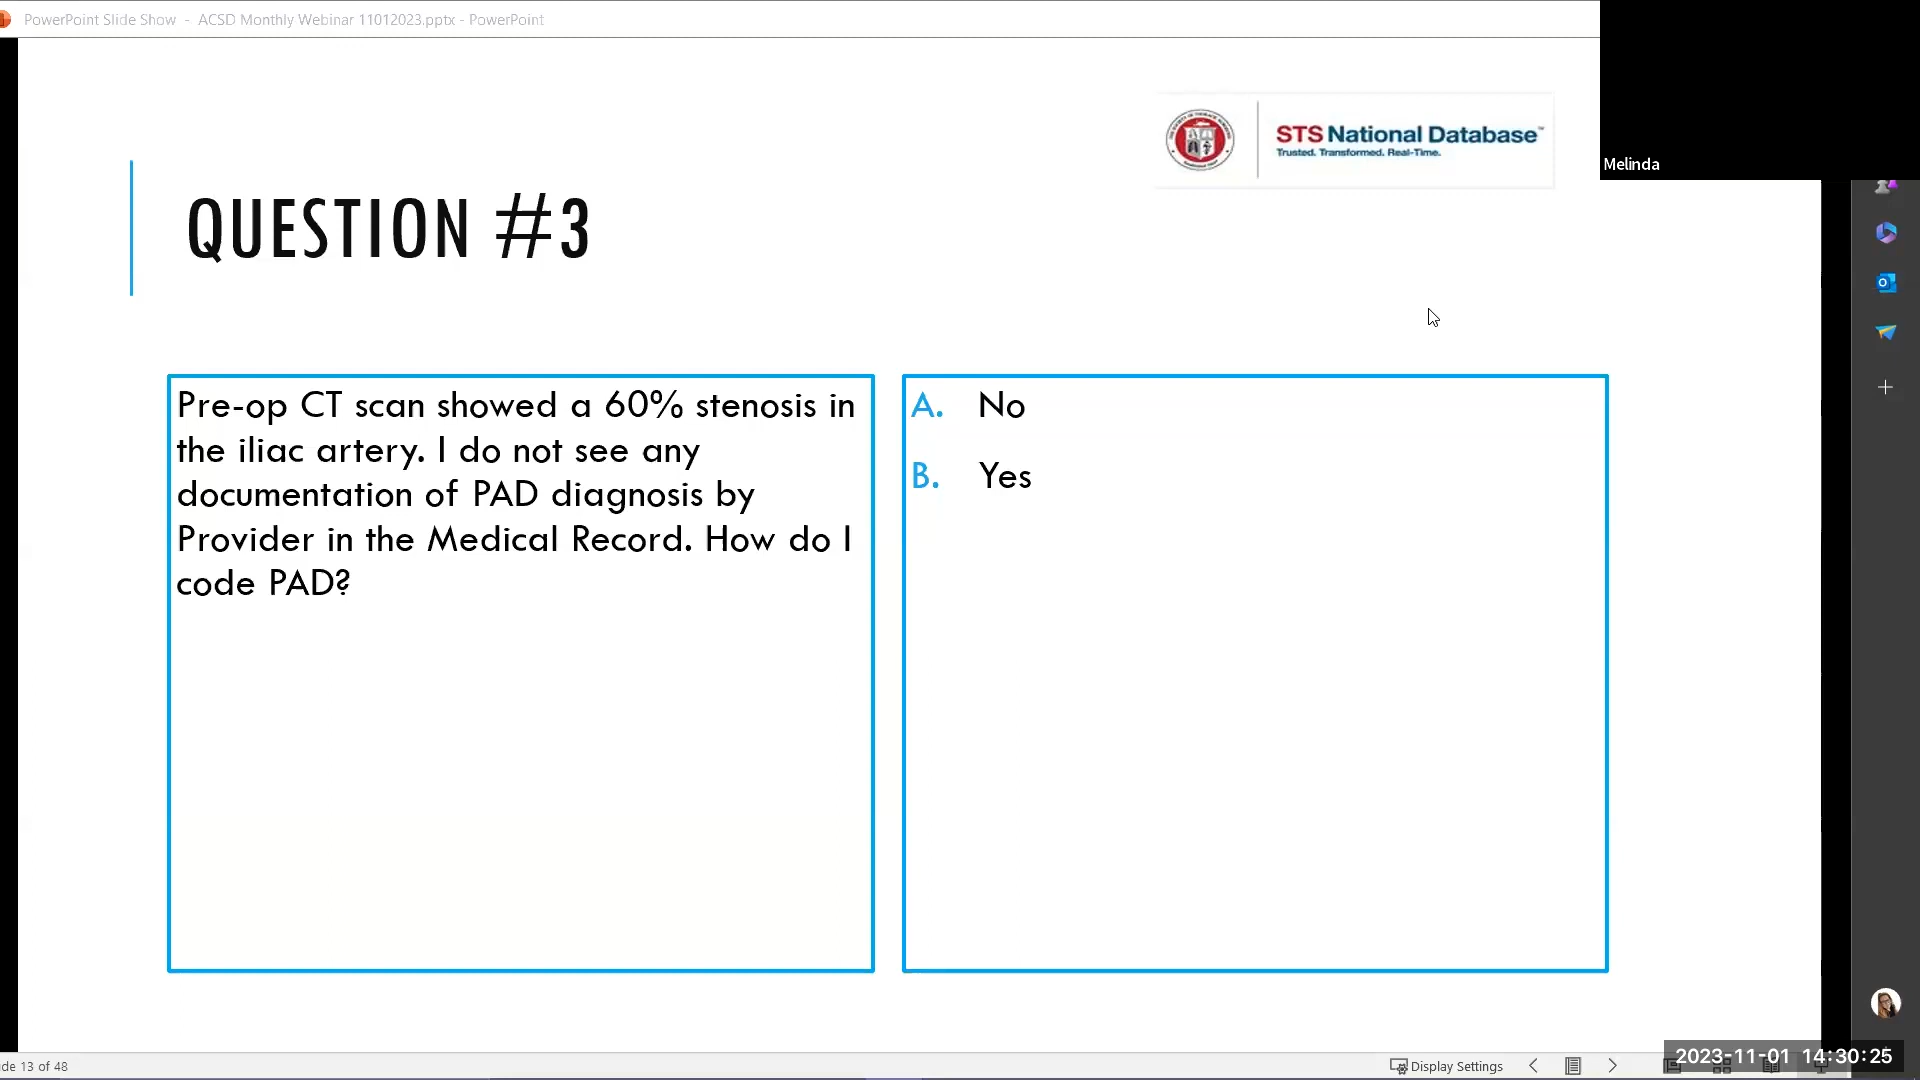 PowerPoint Slide Show - ACSD Monthly Webinar 11012023.pptx - PowerPoint
STS National Database™
Trusted. Transformed. Real-Time.
Melinda
QUESTION #3
Pre-op CT scan showed a 60% stenosis in
the iliac artery. I do not see any
documentation of PAD diagnosis by
Provider in the Medical Record. How do I
code PAD?
A. No
B. Yes
de 13 of 48
Display Settings
2023-11-01 14:30:25